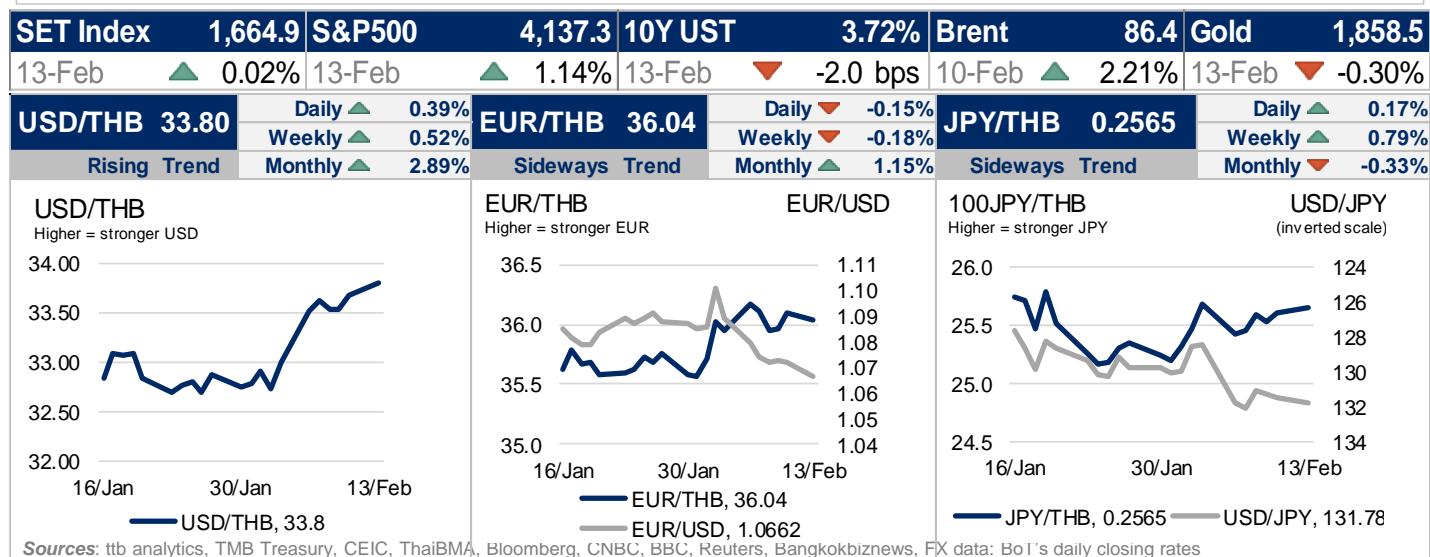 SET Index 1,664.9 S&P500 4,137.3 10Y UST 3.72% Brent 86.4 Gold 1,858.5
13-Feb 0.02% 13-Feb 1.14% 13-Feb -2.0 bps 10-Feb 2.21% 13-Feb -0.30%
USD/THB 33.80
Rising Trend
Daily 0.39%
Weekly 0.52%
Monthly 2.89%
EUR/THB 36.04
Sideways Trend
Daily -0.15%
Weekly -0.18%
Monthly 1.15%
JPY/THB 0.2565
Sideways Trend
Daily 0.17%
Weekly 0.79%
Monthly -0.33%
USD/THB
Higher = stronger USD
34.00
33.50
33.00
32.50
32.00
16/Jan 30/Jan 13/Feb
USD/THB, 33.8
EUR/THB EUR/USD
Higher = stronger EUR
36.5
36.0
35.5
35.0
1.11
1.10
1.09
1.08
1.07
1.06
1.05
1.04
16/Jan 30/Jan 13/Feb
EUR/THB, 36.04
EUR/USD, 1.0662
100JPY/THB USD/JPY
Higher = stronger JPY (inverted scale)
26.0
25.5
25.0
24.5
124
126
128
130
132
134
16/Jan 30/Jan 13/Feb
JPY/THB, 0.2565 USD/JPY, 131.78
Sources: ttb analytics, TMB Treasury, CEIC, ThaiBMA, Bloomberg, CNBC, BBC, Reuters, Bangkokbiznews, FX data: BoT's daily closing rates